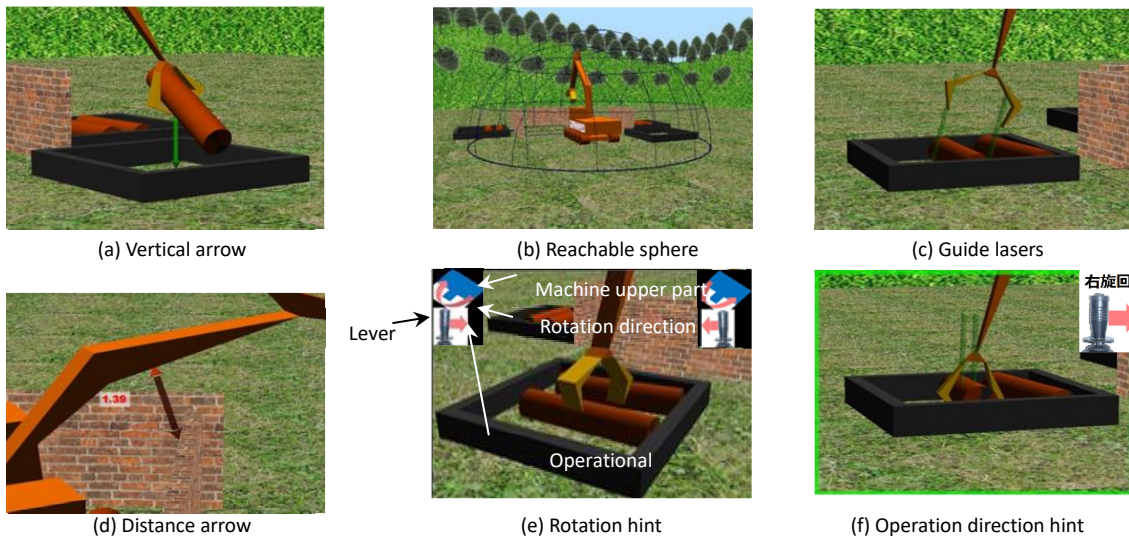 (a) Vertical arrow
(b) Reachable sphere
(c) Guide lasers
Lever
Machine upper part
Rotation direction
Operational
右旋回
1.39
(d) Distance arrow
(e) Rotation hint
(f) Operation direction hint